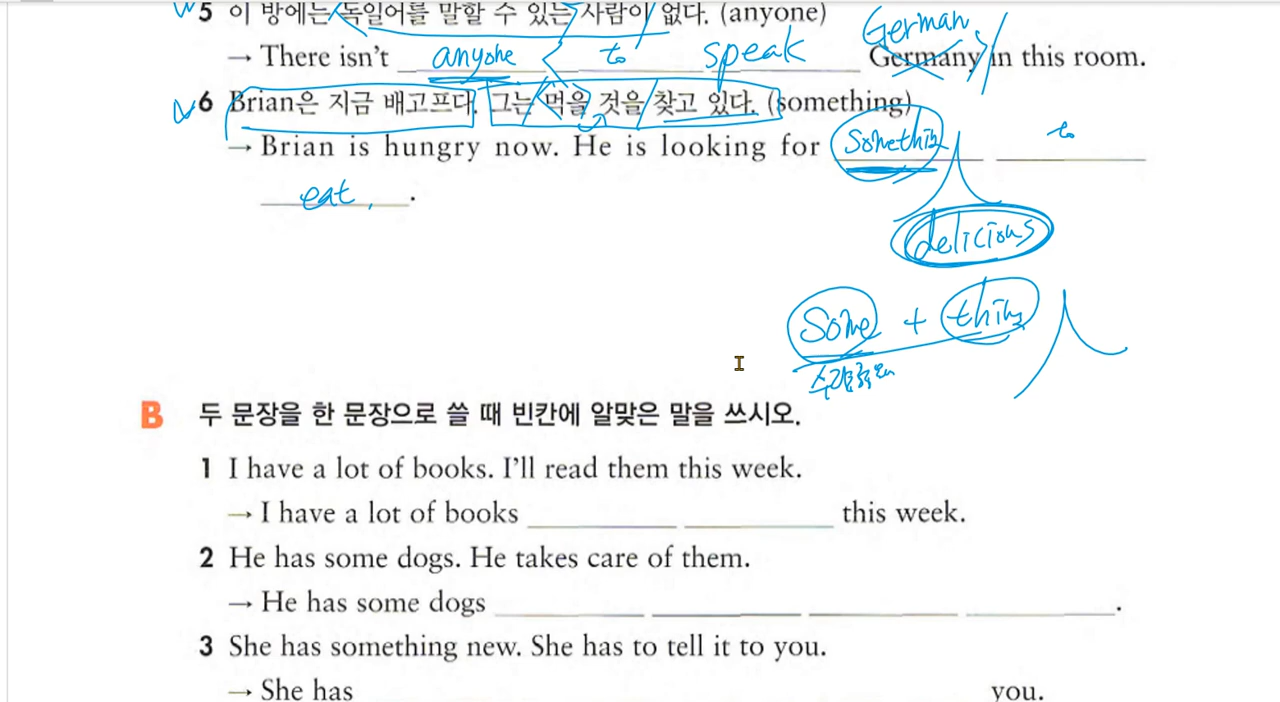 5 이 방에는 독일어를 말할 수 있는 사람이 없다. (anyone)
German
→ There isn't anyone to speak Germany in this room.
6 Brian은 지금 배고프다. 그는 먹을 것을 찾고 있다. (something)
→ Brian is hungry now. He is looking for something to
eat.
delicious
Some + thing
B 두 문장을 한 문장으로 쓸 때 빈칸에 알맞은 말을 쓰시오.
1 I have a lot of books. I'll read them this week.
→ I have a lot of books this week.
2 He has some dogs. He takes care of them.
→ He has some dogs .
3 She has something new. She has to tell it to you.
→ She has you.